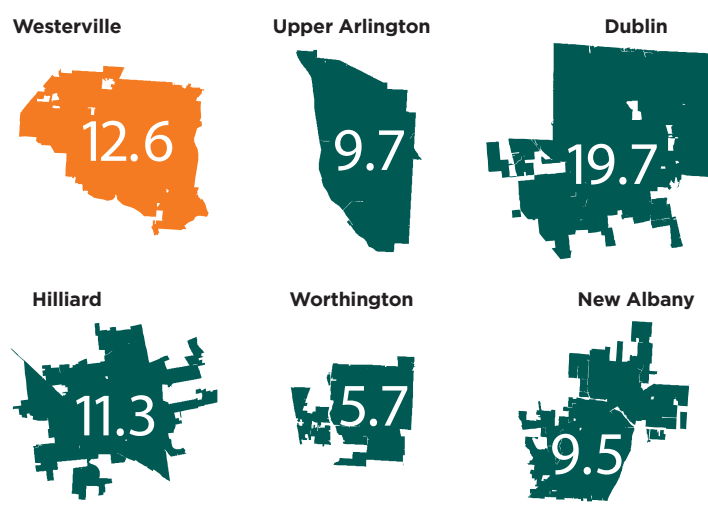 Westerville
Upper Arlington
Dublin
12.6
9.7
19.7
Hilliard
Worthington
New Albany
11.3
5.7
9.5